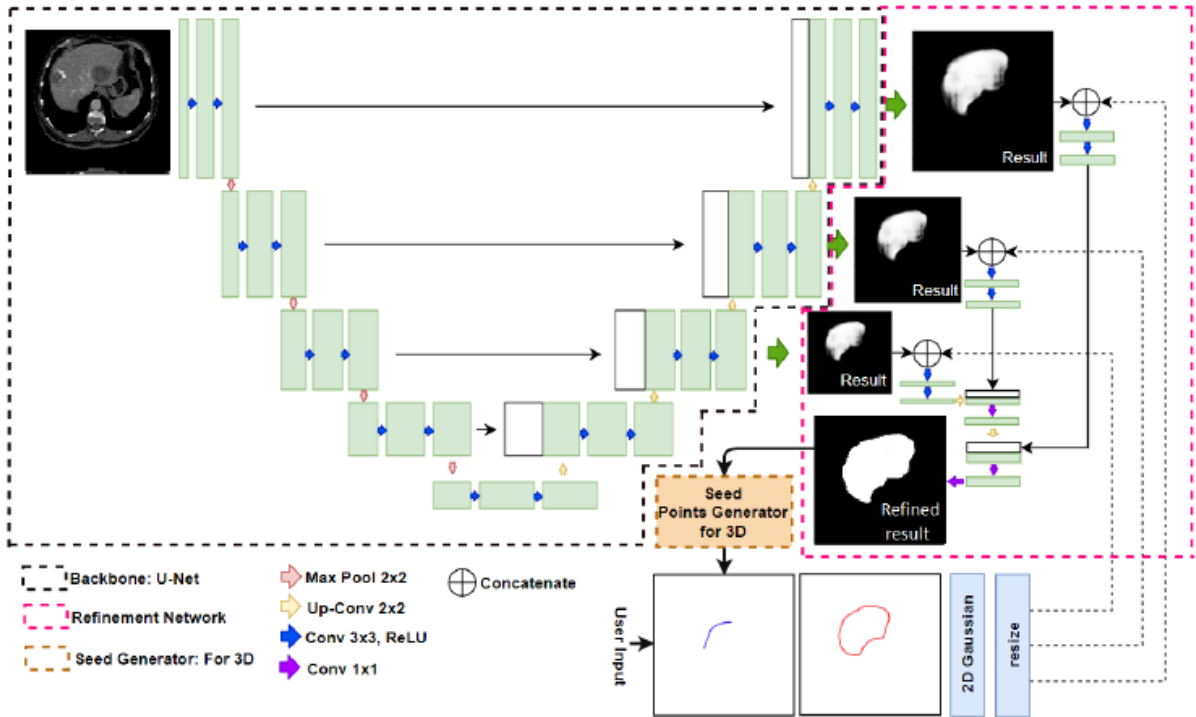 Result
Result
Result
Refined
result
Seed
Points Generator
for 3D
Backbone: U-Net
Refinement Network
Seed Generator: For 3D
Max Pool 2x2
Up-Conv 2x2
Conv 3x3, ReLU
Conv 1x1
Concatenate
User Input
2D Gaussian
resize